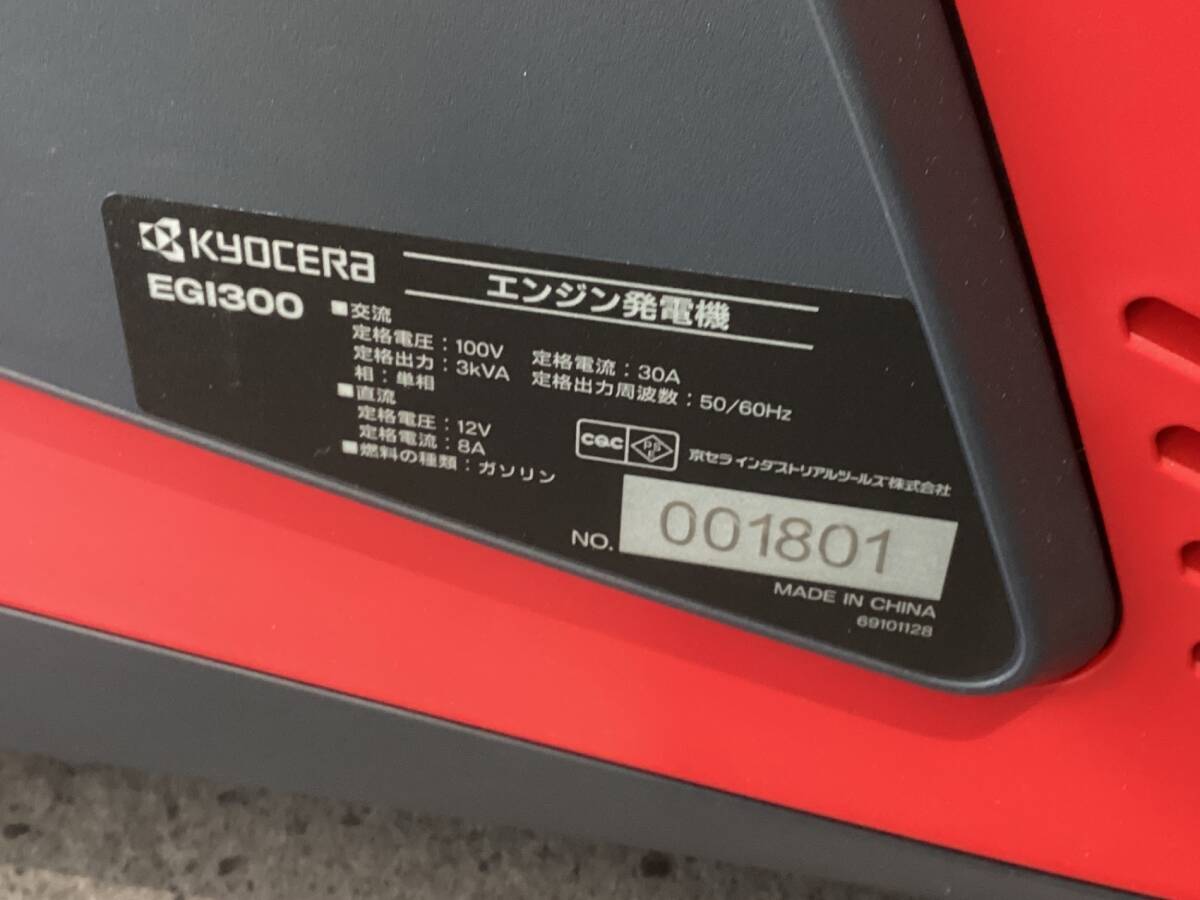 KYOCERA
エンジン発電機
EGI300
■交流
定格電圧：100V 定格電流：30A
定格出力：3kVA 定格出力周波数：50/60Hz
相：単相
■直流
定格電圧：12V
定格電流：8A
■燃料の種類：ガソリン
CQC
京セラインダストリアルツールズ株式会社
NO. 001801
MADE IN CHINA
69101128